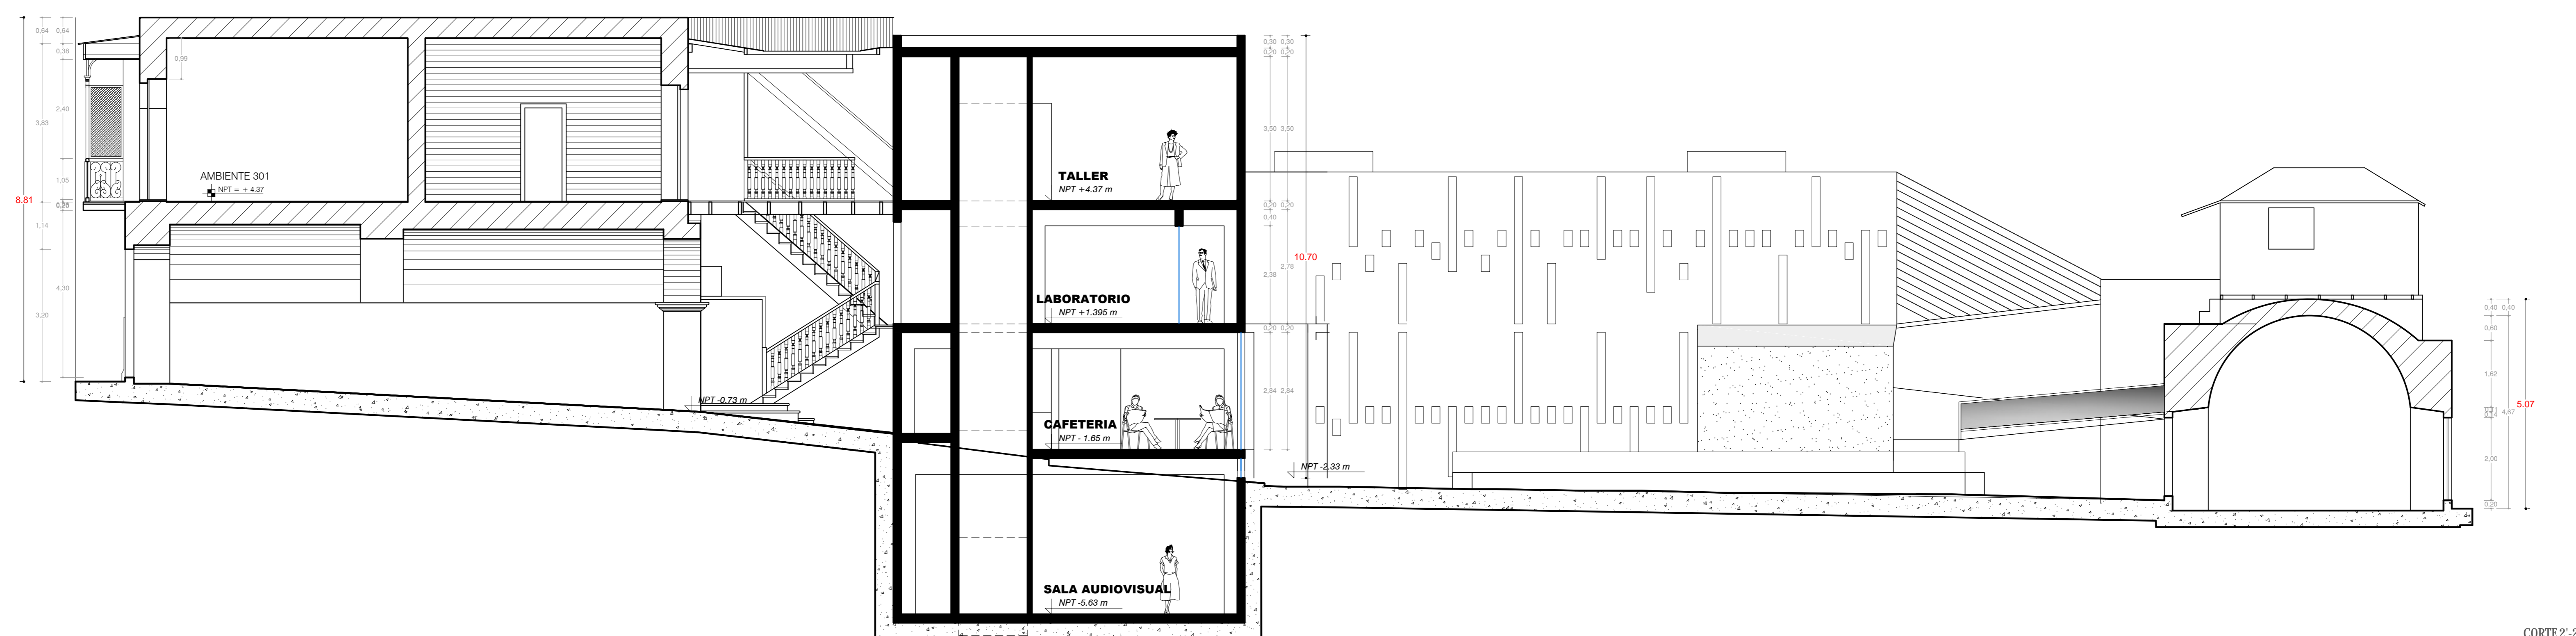 0,64 0,64
0,38
0,99
2,40
3,83
AMBIENTE 301
NPT = + 4.37
1,05
8.81
1,14
4,30
3,20
NPT -0.73 m
TALLER
NPT +4.37 m
LABORATORIO
NPT +1.395 m
CAFETERIA
NPT - 1.65 m
SALA AUDIOVISUAL
NPT -5.63 m
0,30 0,30
0,20 0,20
3,50 3,50
0,20 0,20
0,40
10.70
2,38 2,78
0,20 0,20
2,84 2,84
NPT -2.33 m
0,40 0,40
0,60
1,62
4,67
5.07
2,00
0,20